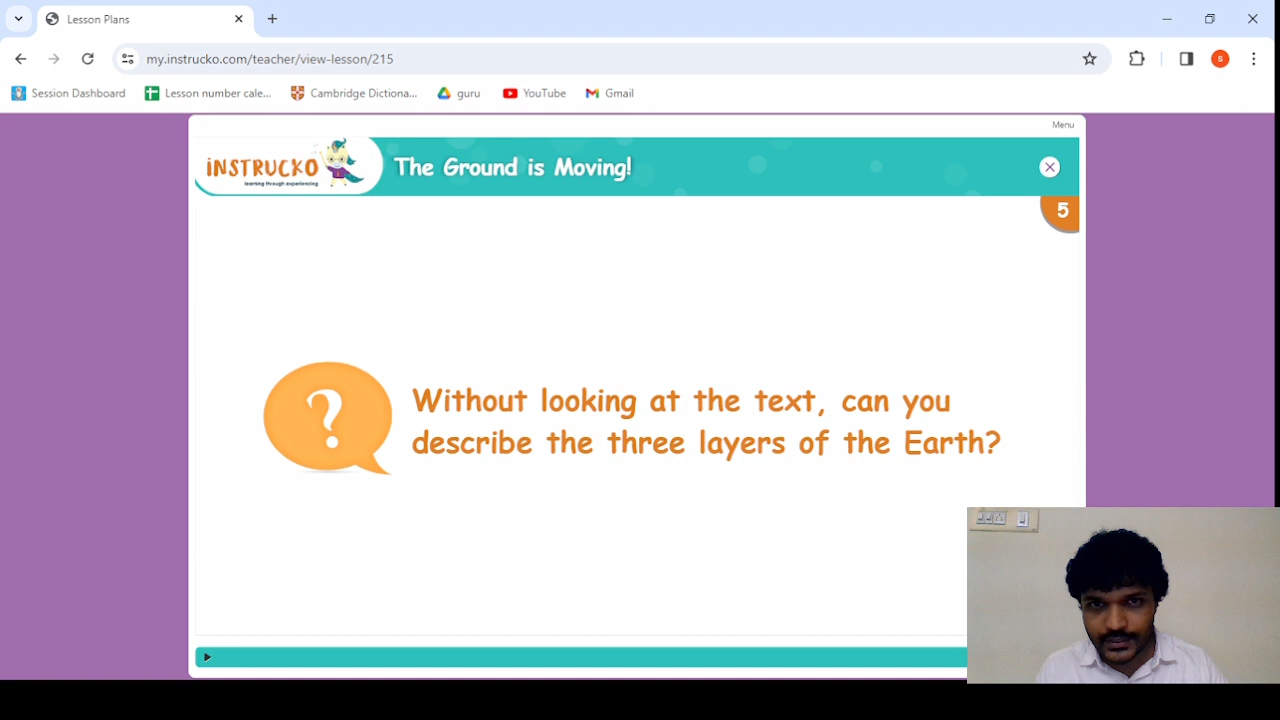 Lesson Plans
my.instrucko.com/teacher/view-lesson/215
Session Dashboard
Lesson number cale...
Cambridge Dictiona...
guru
YouTube
Gmail
S
Menu
iNSTRUCKO
learning through experiencing
The Ground is Moving!
5
?
Without looking at the text, can you
describe the three layers of the Earth?